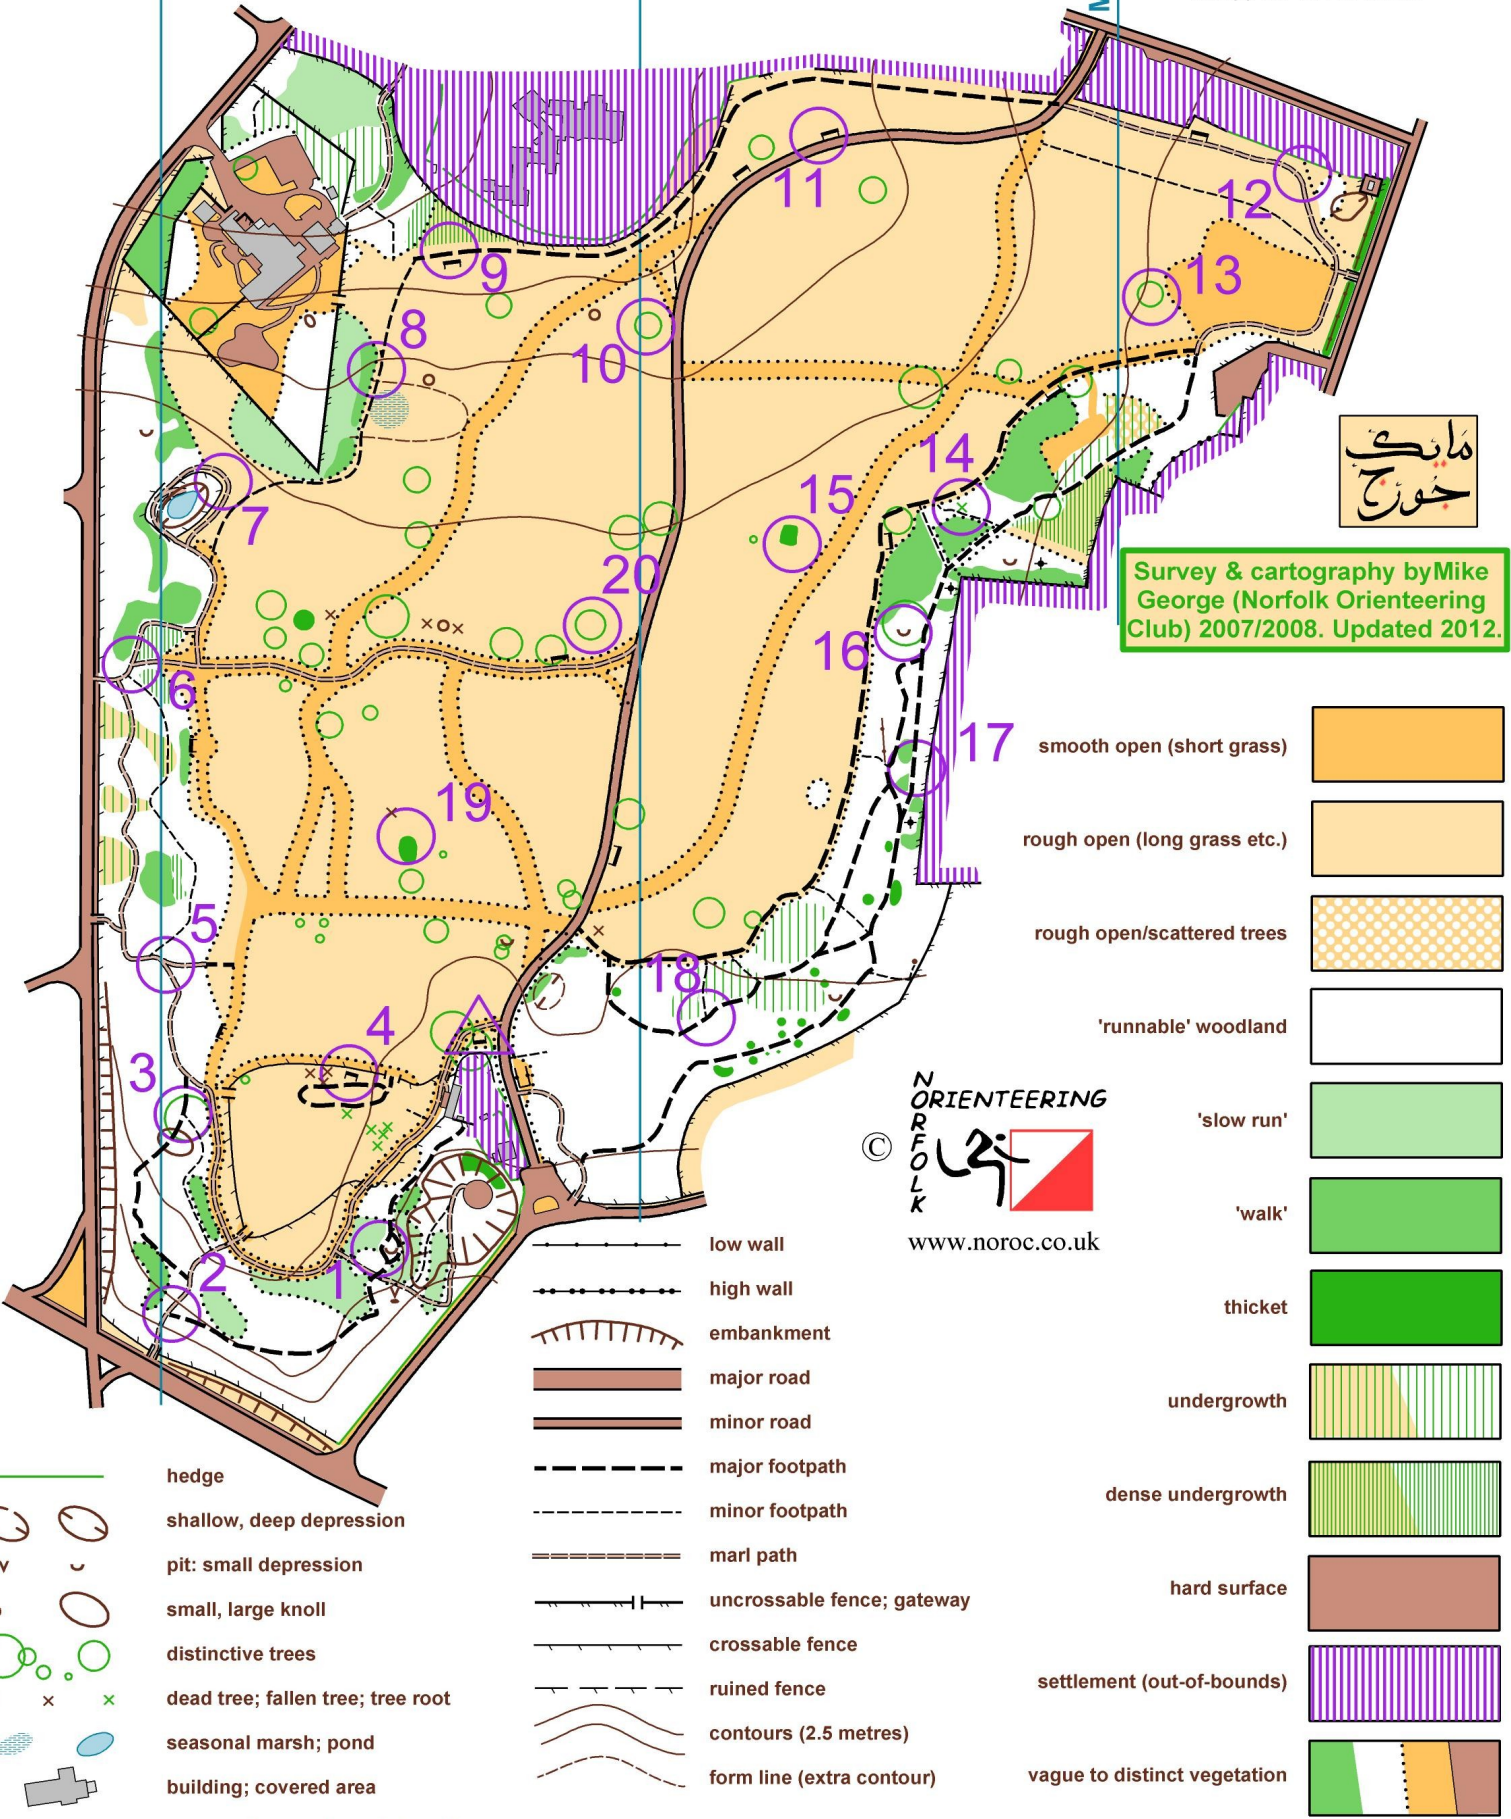 N
11
12
9
13
8
10
14
15
7
مايك
جورج
Survey & cartography by Mike
George (Norfolk Orienteering
Club) 2007/2008. Updated 2012.
20
16
6
17
19
5
18
4
3
2
1
smooth open (short grass)
rough open (long grass etc.)
rough open/scattered trees
'runnable' woodland
'slow run'
'walk'
thicket
undergrowth
dense undergrowth
hard surface
settlement (out-of-bounds)
vague to distinct vegetation
NORFOLK
ORIENTEERING
©
www.noroc.co.uk
low wall
high wall
embankment
major road
minor road
major footpath
minor footpath
marl path
uncrossable fence; gateway
crossable fence
ruined fence
contours (2.5 metres)
form line (extra contour)
hedge
shallow, deep depression
pit: small depression
small, large knoll
distinctive trees
dead tree; fallen tree; tree root
seasonal marsh; pond
building; covered area